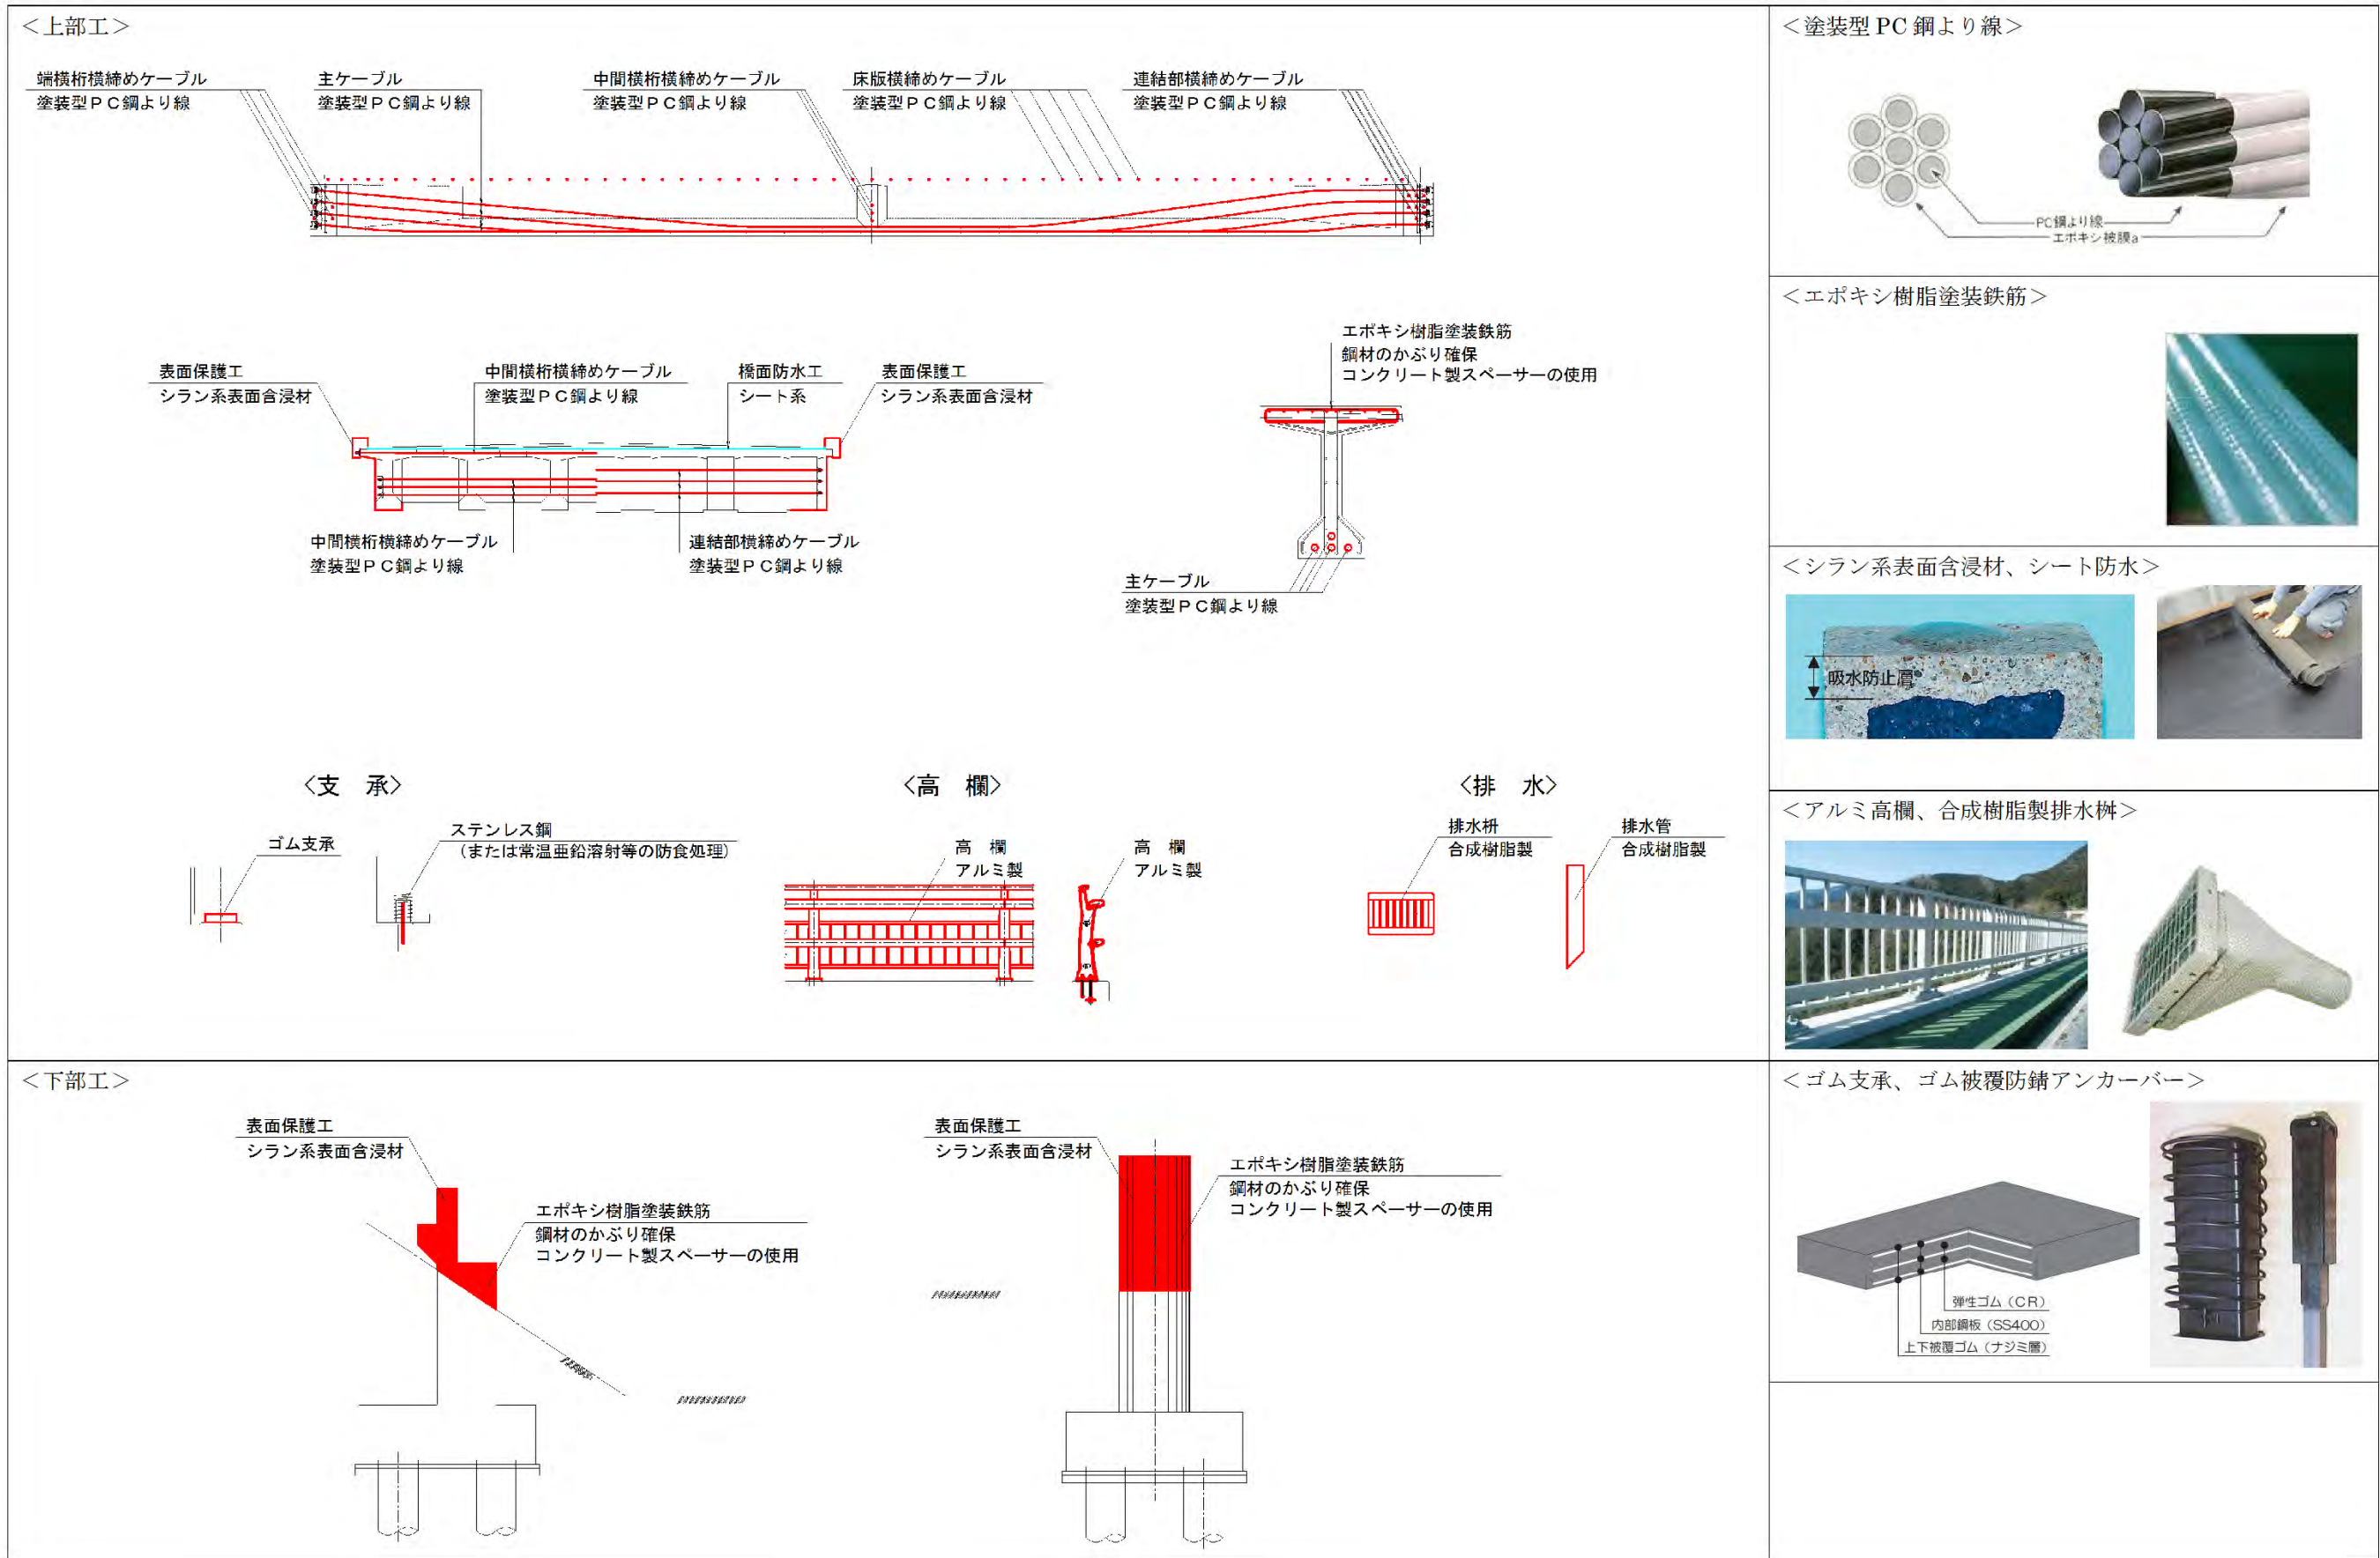 ＜上部工＞
端横桁横締めケーブル
塗装型ＰＣ鋼より線
主ケーブル
塗装型ＰＣ鋼より線
中間横桁横締めケーブル
塗装型ＰＣ鋼より線
床版横締めケーブル
塗装型ＰＣ鋼より線
連結部横締めケーブル
塗装型ＰＣ鋼より線
表面保護工
シラン系表面含浸材
中間横桁横締めケーブル
塗装型ＰＣ鋼より線
橋面防水工
シート系
表面保護工
シラン系表面含浸材
中間横桁横締めケーブル
塗装型ＰＣ鋼より線
連結部横締めケーブル
塗装型ＰＣ鋼より線
エポキシ樹脂塗装鉄筋
鋼材のかぶり確保
コンクリート製スペーサーの使用
主ケーブル
塗装型ＰＣ鋼より線
〈支　承〉
ゴム支承
ステンレス鋼
（または常温亜鉛溶射等の防食処理）
〈高　欄〉
高　欄
アルミ製
高　欄
アルミ製
〈排　水〉
排水枡
合成樹脂製
排水管
合成樹脂製
＜下部工＞
表面保護工
シラン系表面含浸材
エポキシ樹脂塗装鉄筋
鋼材のかぶり確保
コンクリート製スペーサーの使用
表面保護工
シラン系表面含浸材
エポキシ樹脂塗装鉄筋
鋼材のかぶり確保
コンクリート製スペーサーの使用
＜塗装型 PC 鋼より線＞
PC鋼より線
エポキシ被膜a
＜エポキシ樹脂塗装鉄筋＞
＜シラン系表面含浸材、シート防水＞
吸水防止層
＜アルミ高欄、合成樹脂製排水桝＞
＜ゴム支承、ゴム被覆防錆アンカーバー＞
弾性ゴム（CR）
内部鋼板（SS400）
上下被覆ゴム（ナジミ層）